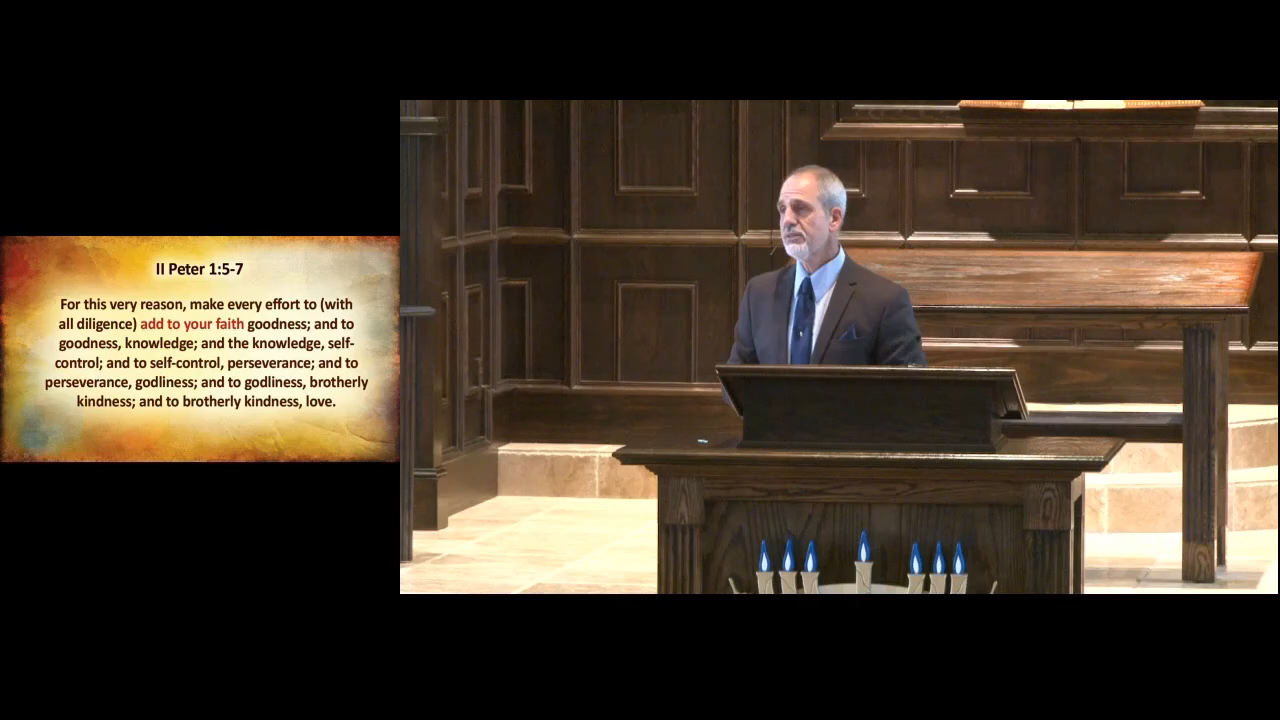 II Peter 1:5-7
For this very reason, make every effort to (with
all diligence) add to your faith goodness; and to
goodness, knowledge; and the knowledge, self-
control; and to self-control, perseverance; and to
perseverance, godliness; and to godliness, brotherly
kindness; and to brotherly kindness, love.